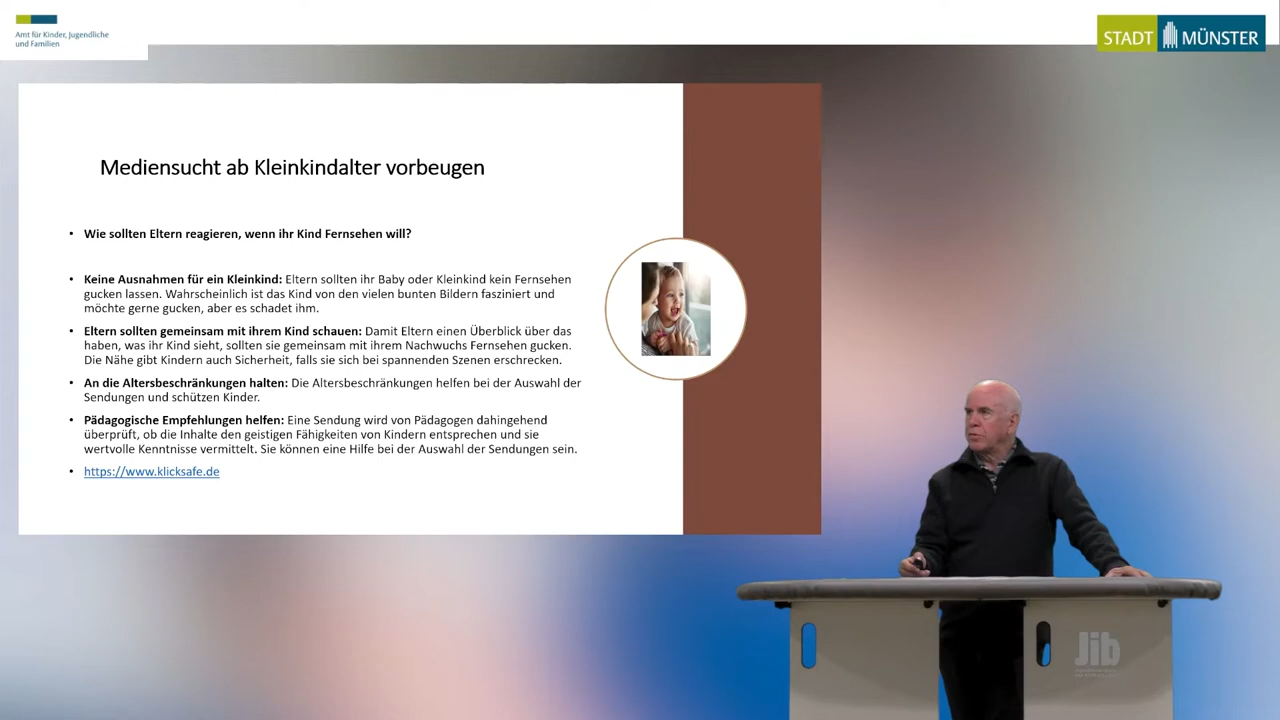 Amt für Kinder, Jugendliche
und Familien
STADT MÜNSTER
Mediensucht ab Kleinkindalter vorbeugen
• Wie sollten Eltern reagieren, wenn ihr Kind Fernsehen will?
• Keine Ausnahmen für ein Kleinkind: Eltern sollten ihr Baby oder Kleinkind kein Fernsehen
gucken lassen. Wahrscheinlich ist das Kind von den vielen bunten Bildern fasziniert und
möchte gerne gucken, aber es schadet ihm.
• Eltern sollten gemeinsam mit ihrem Kind schauen: Damit Eltern einen Überblick über das
haben, was ihr Kind sieht, sollten sie gemeinsam mit ihrem Nachwuchs Fernsehen gucken.
Die Nähe gibt Kindern auch Sicherheit, falls sie sich bei spannenden Szenen erschrecken.
• An die Altersbeschränkungen halten: Die Altersbeschränkungen helfen bei der Auswahl der
Sendungen und schützen Kinder.
• Pädagogische Empfehlungen helfen: Eine Sendung wird von Pädagogen dahingehend
überprüft, ob die Inhalte den geistigen Fähigkeiten von Kindern entsprechen und sie
wertvolle Kenntnisse vermittelt. Sie können eine Hilfe bei der Auswahl der Sendungen sein.
• https://www.klicksafe.de
Jib